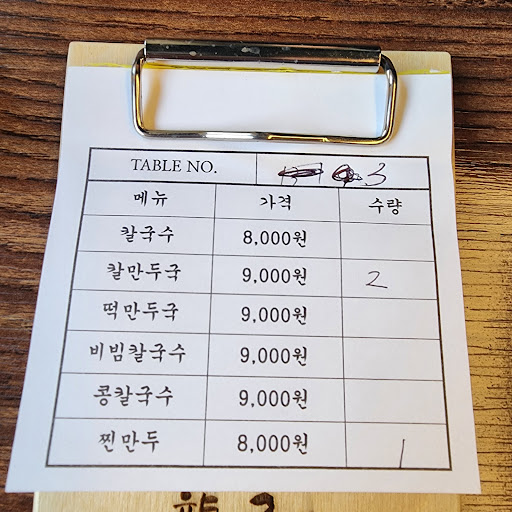 TABLE NO. 3
메뉴 가격 수량
칼국수 8,000원
칼만두국 9,000원 2
떡만두국 9,000원
비빔칼국수 9,000원
콩칼국수 9,000원
찐만두 8,000원 1